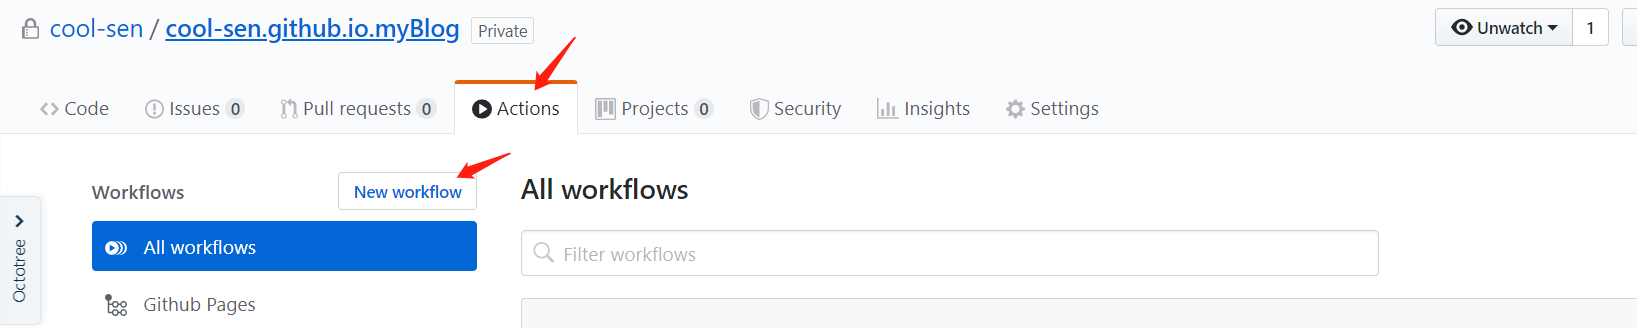 cool-sen / cool-sen.github.io.myBlog Private Unwatch 1
Code Issues 0 Pull requests 0 Actions Projects 0 Security Insights Settings
Workflows New workflow All workflows
All workflows
Filter workflows
Github Pages
Octotree